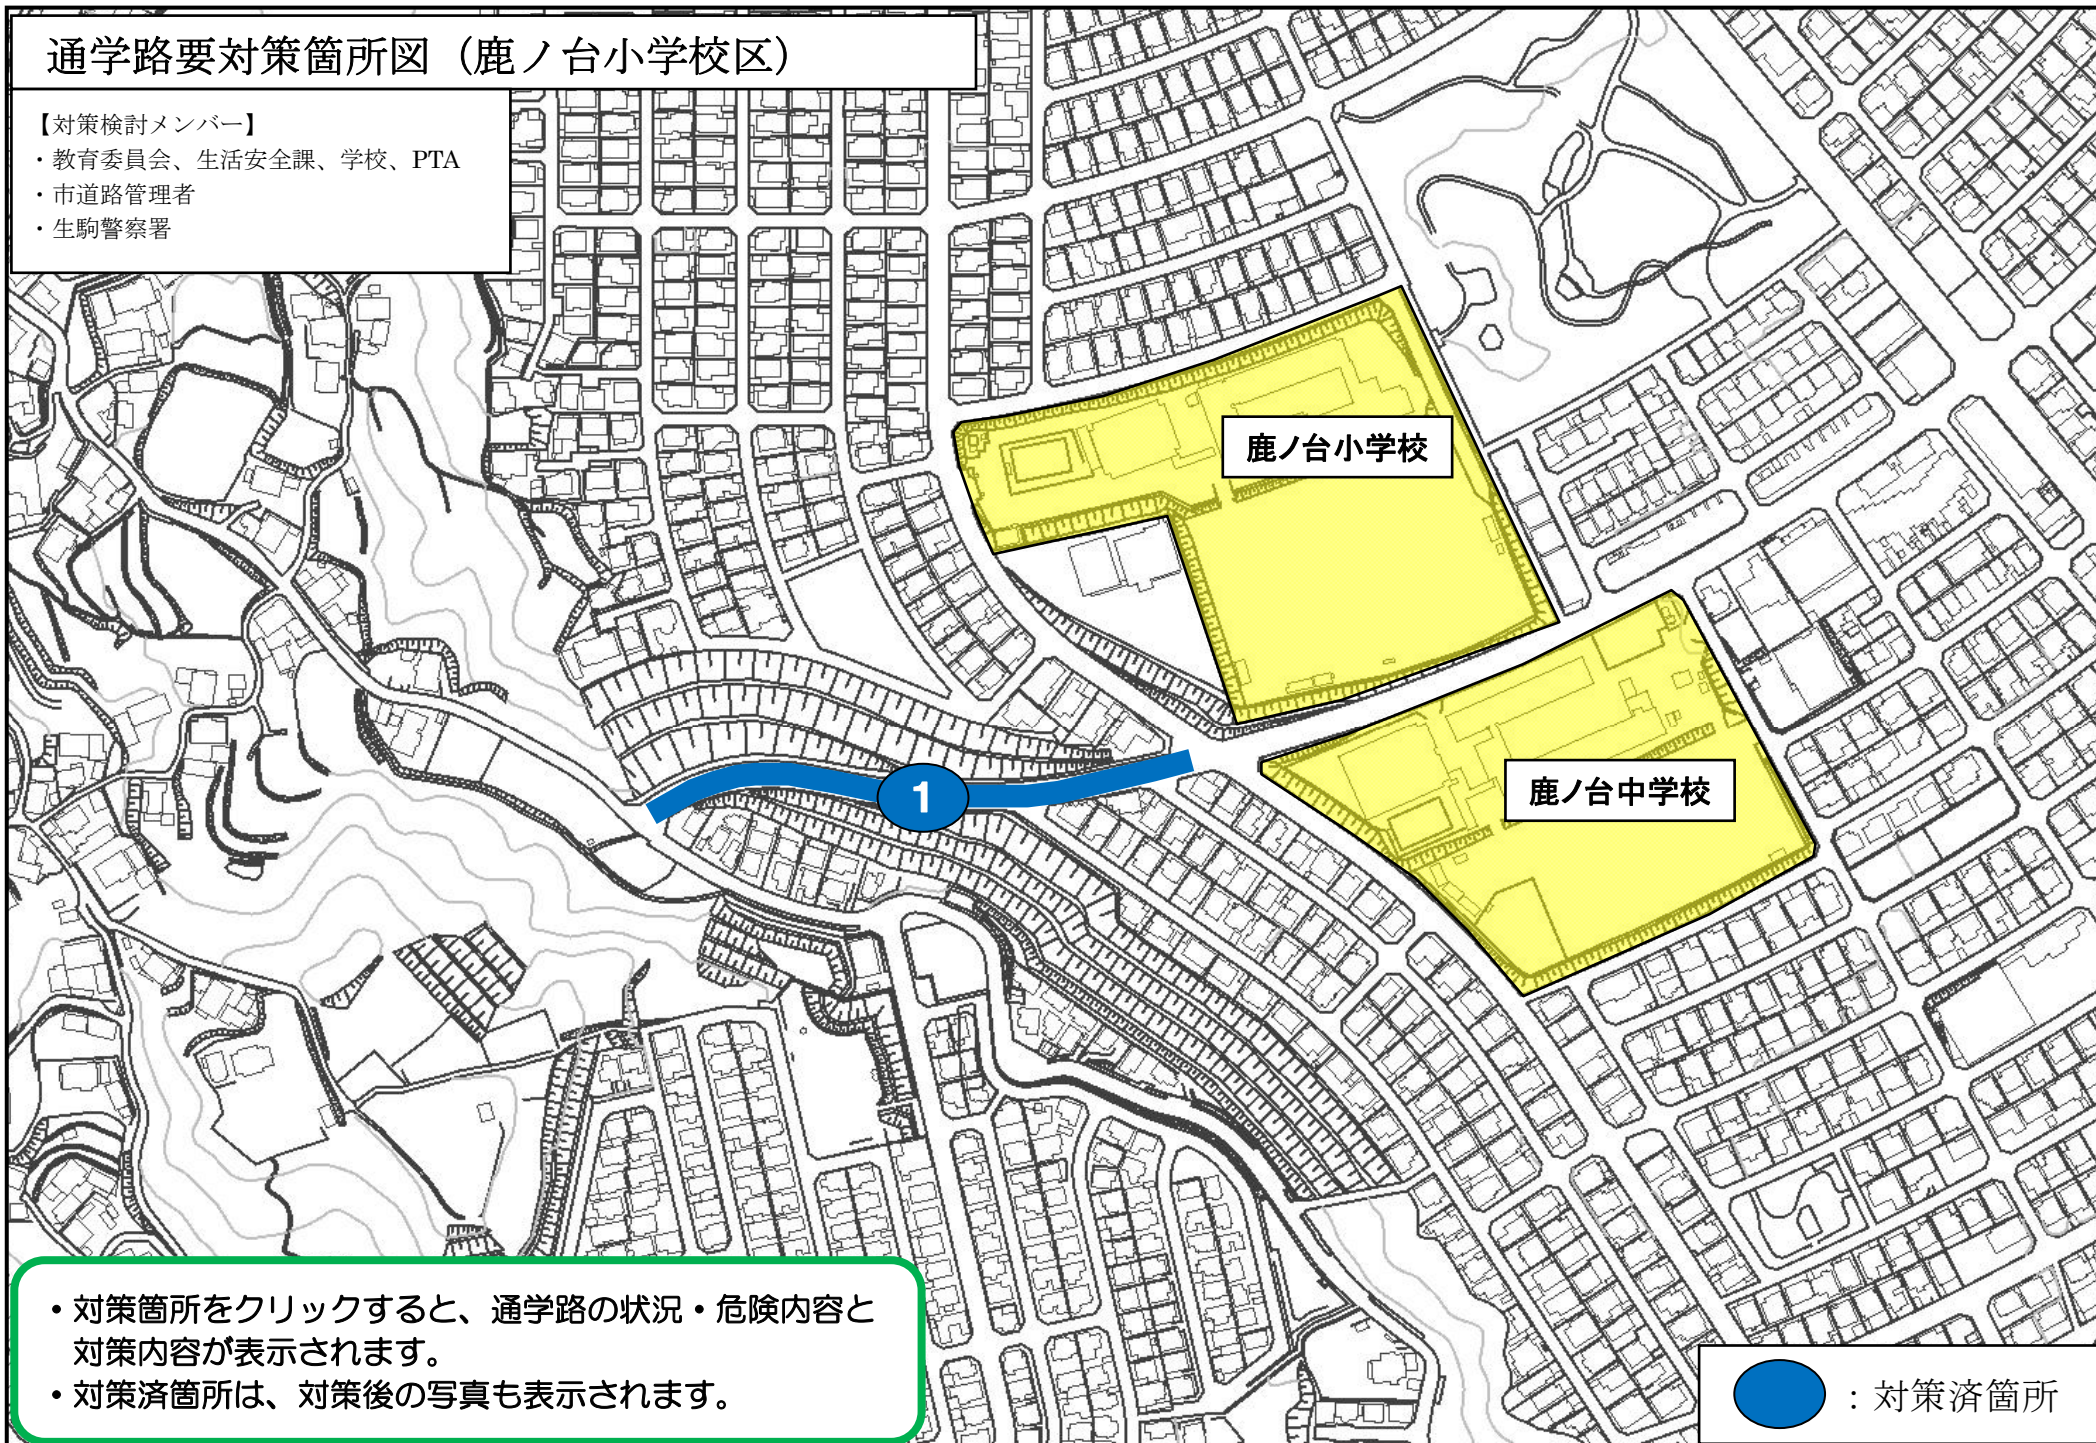 通学路要対策箇所図（鹿ノ台小学校区）
【対策検討メンバー】
・教育委員会、生活安全課、学校、PTA
・市道路管理者
・生駒警察署
鹿ノ台小学校
鹿ノ台中学校
1
・対策箇所をクリックすると、通学路の状況・危険内容と
対策内容が表示されます。
・対策済箇所は、対策後の写真も表示されます。
：対策済箇所